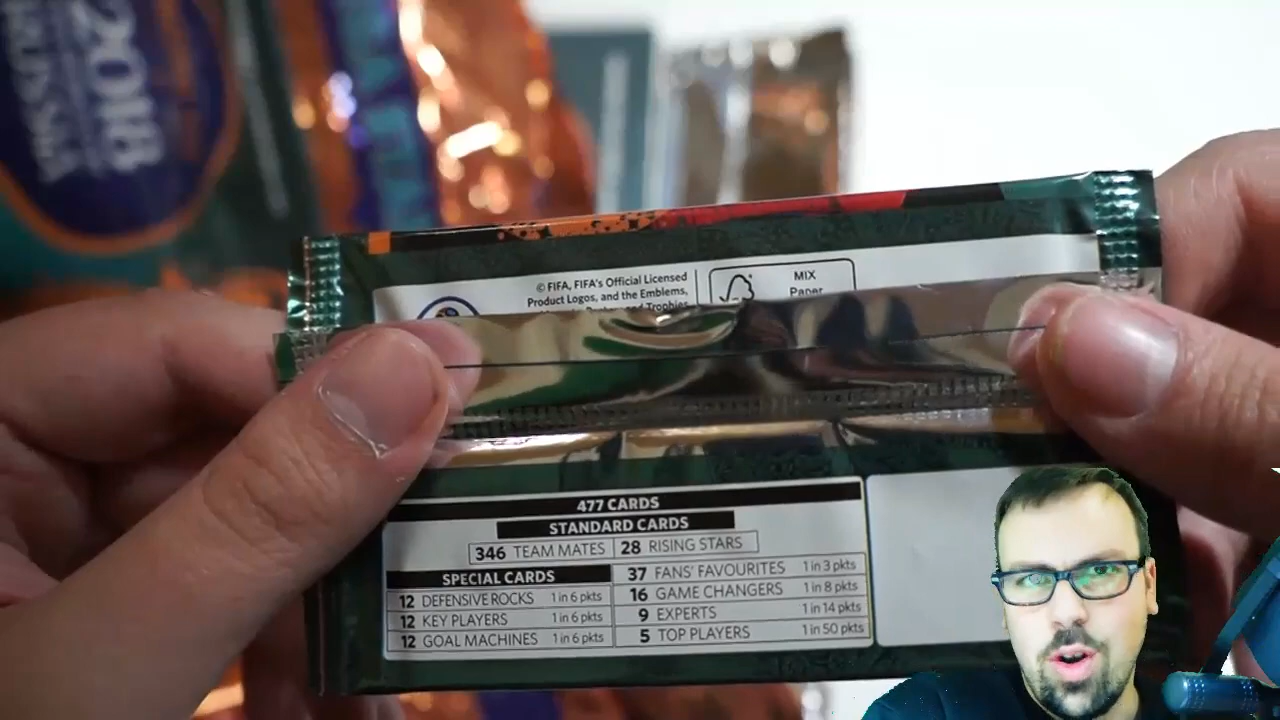 2018
RUSSIA
© FIFA, FIFA's Official Licensed
Product Logos, and the Emblems,
Trophies
MIX
Paper
477 CARDS
STANDARD CARDS
346 TEAM MATES 28 RISING STARS
SPECIAL CARDS
12 DEFENSIVE ROCKS 1 in 6 pkts
12 KEY PLAYERS 1 in 6 pkts
12 GOAL MACHINES 1 in 6 pkts
37 FANS' FAVOURITES 1 in 3 pkts
16 GAME CHANGERS 1 in 8 pkts
9 EXPERTS 1 in 14 pkts
5 TOP PLAYERS 1 in 50 pkts